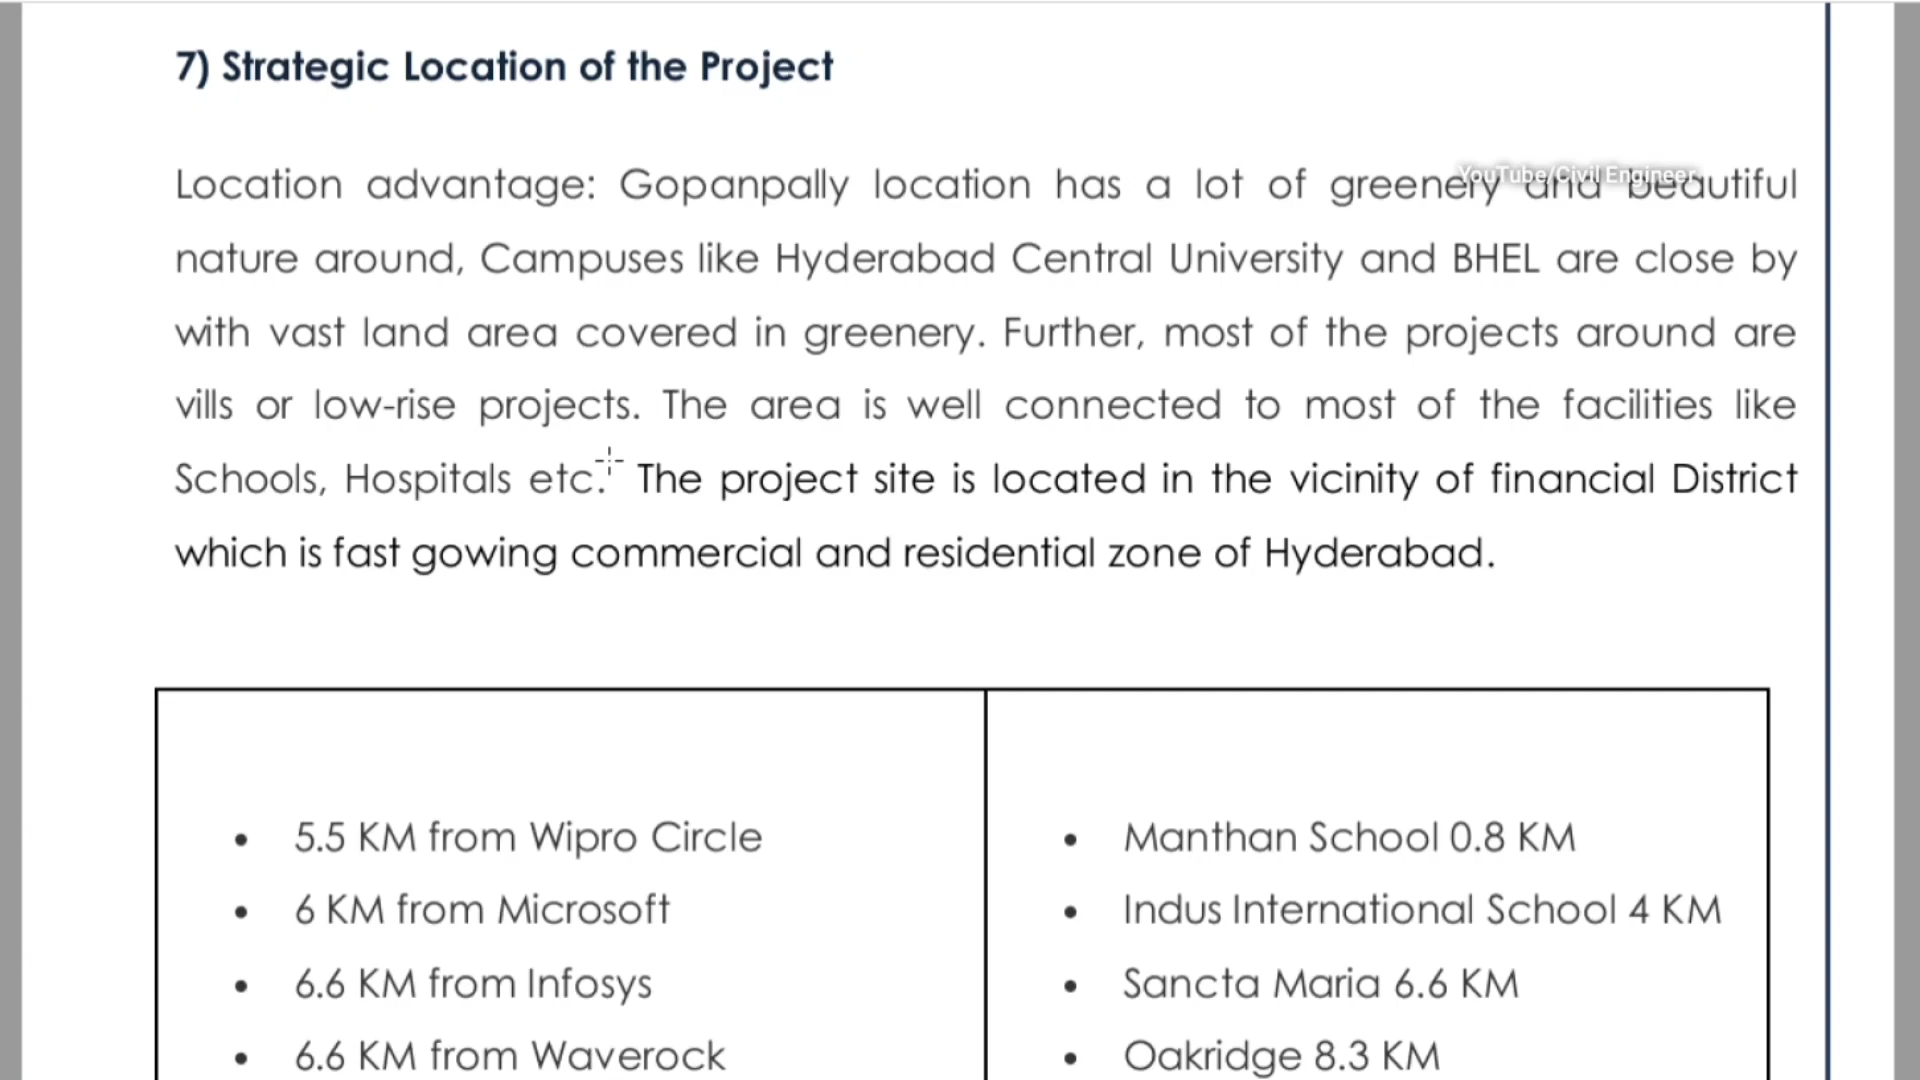 7) Strategic Location of the Project
Location advantage: Gopanpally location has a lot of greenery and beautiful
YouTube/Civil Engineer
nature around, Campuses like Hyderabad Central University and BHEL are close by
with vast land area covered in greenery. Further, most of the projects around are
vills or low-rise projects. The area is well connected to most of the facilities like
Schools, Hospitals etc. The project site is located in the vicinity of financial District
which is fast gowing commercial and residential zone of Hyderabad.
• 5.5 KM from Wipro Circle
• 6 KM from Microsoft
• 6.6 KM from Infosys
• 6.6 KM from Waverock
• Manthan School 0.8 KM
• Indus International School 4 KM
• Sancta Maria 6.6 KM
• Oakridge 8.3 KM